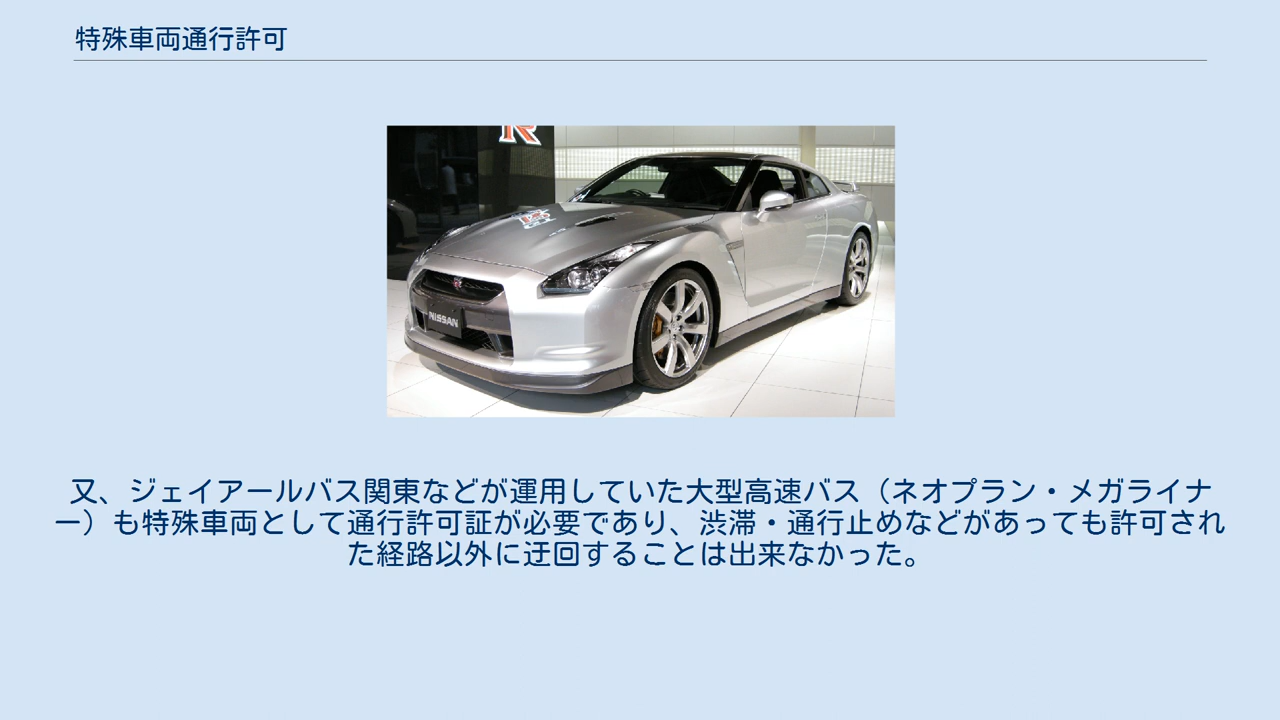 特殊車両通行許可
R
NISSAN
又、ジェイアールバス関東などが運用していた大型高速バス（ネオプラン・メガライナ
ー）も特殊車両として通行許可証が必要であり、渋滞・通行止めなどがあっても許可され
た経路以外に迂回することは出来なかった。